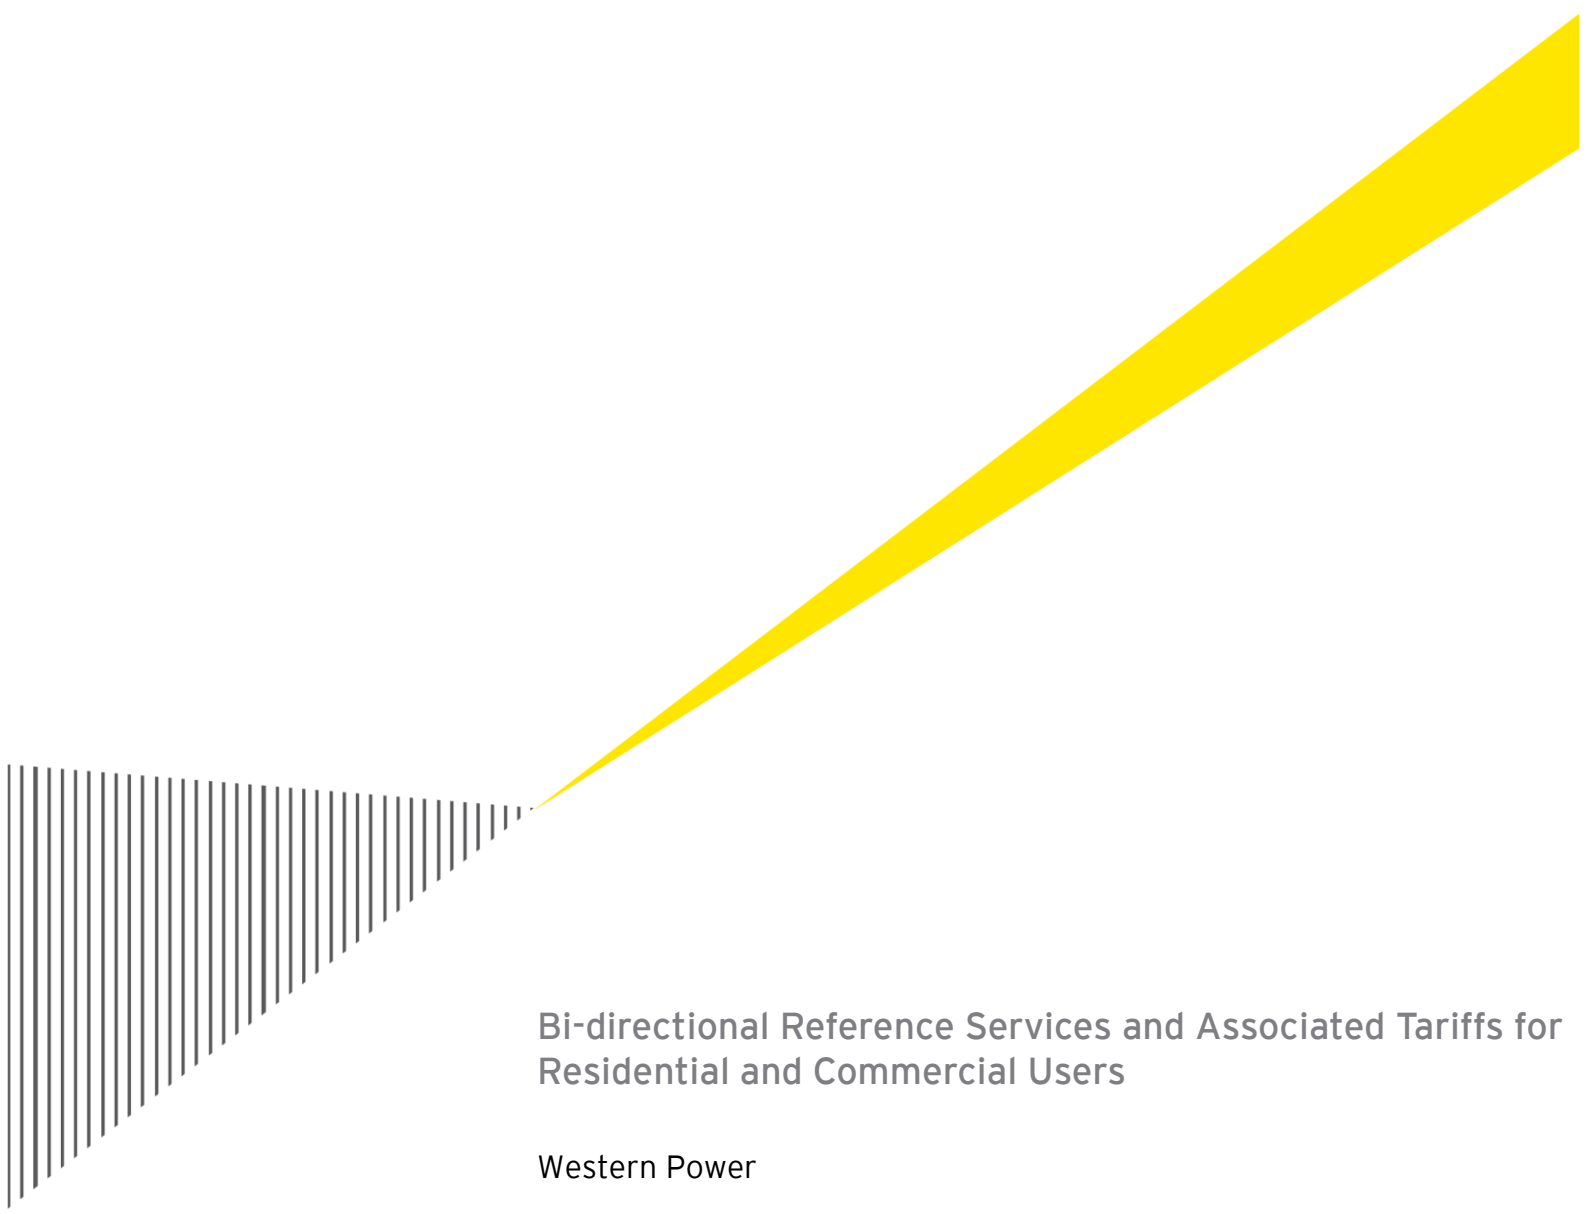 Bi-directional Reference Services and Associated Tariffs for
Residential and Commercial Users
Western Power